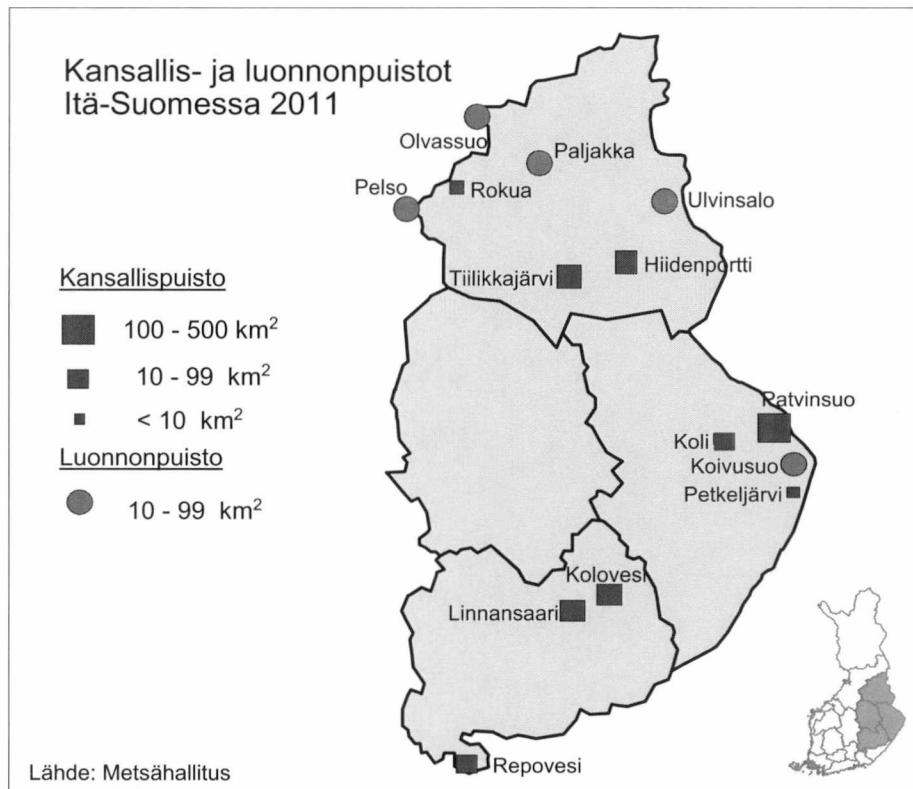 Kansallis- ja luonnonpuistot
Itä-Suomessa 2011
Olvassuo
Paljakka
Pelso
Rokua
Ulvinsalo
Hiidenportti
Tiilikkajärvi
Kansallispuisto
100 - 500 km²
10 - 99 km²
< 10 km²
Luonnonpuisto
10 - 99 km²
Patvinsuo
Koli
Koivusuo
Petkeljärvi
Kolovesi
Linnansaari
Repovesi
Lähde: Metsähallitus